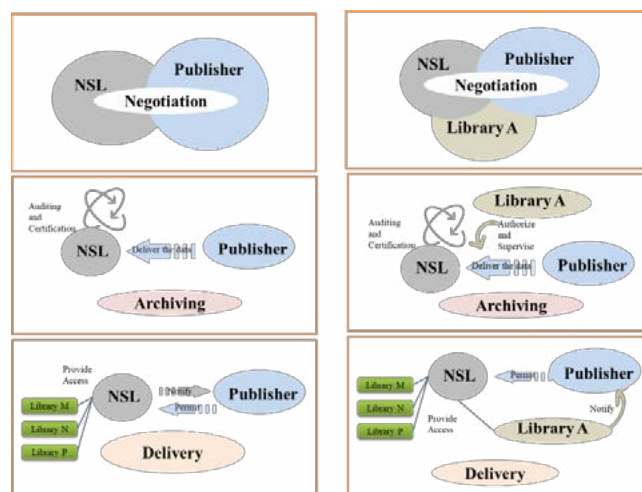 NSL
Publisher
Negotiation
NSL
Publisher
Negotiation
Library A
Auditing
and
Certification
NSL
Deliver the data
Publisher
Archiving
Library A
Auditing
and
Certification
Authorize
and
Supervise
NSL
Deliver the data
Publisher
Archiving
Provide
Access
NSL
Notify
Publisher
Permit
Library M
Library N
Library P
Delivery
NSL
Permit
Publisher
Library M
Library N
Library P
Provide
Access
Notify
Library A
Delivery